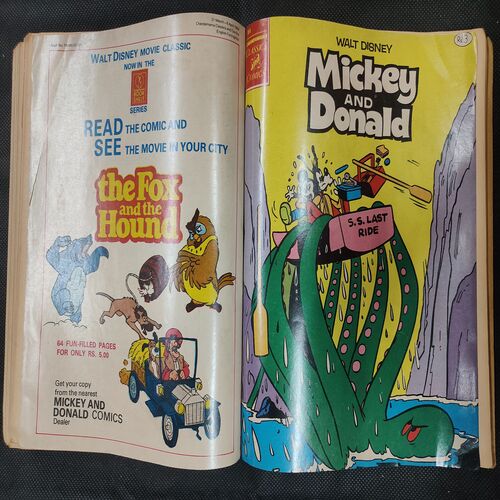 WALT DISNEY MOVIE CLASSIC
NOW IN THE
SERIES
READ THE COMIC AND
SEE THE MOVIE IN YOUR CITY
the Fox
and the
Hound
64 FUN-FILLED PAGES
FOR ONLY RS. 5.00
Get your copy
from the nearest
MICKEY AND
DONALD COMICS
Dealer
CLASSIC
COMICS
WALT DISNEY
Mickey
AND
Donald
S.S. LAST
RIDE